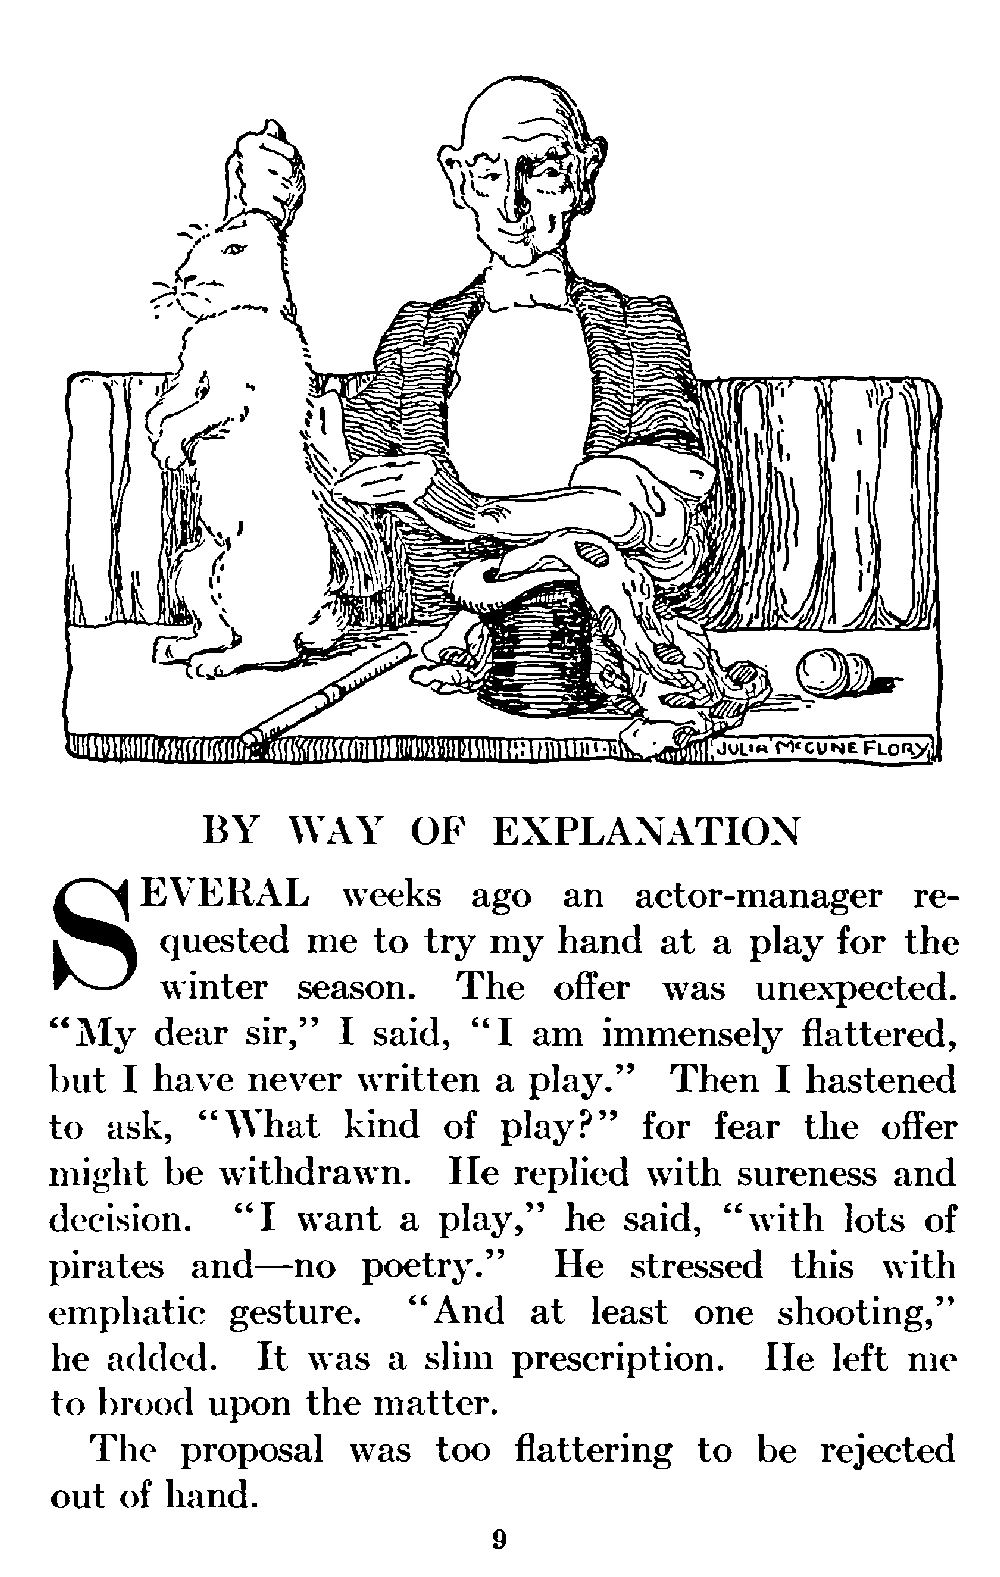 JULIA McCUNE FLORY
BY WAY OF EXPLANATION
SEVERAL weeks ago an actor-manager re-
quested me to try my hand at a play for the
winter season. The offer was unexpected.
“My dear sir,” I said, “I am immensely flattered,
but I have never written a play.” Then I hastened
to ask, “What kind of play?” for fear the offer
might be withdrawn. He replied with sureness and
decision. “I want a play,” he said, “with lots of
pirates and—no poetry.” He stressed this with
emphatic gesture. “And at least one shooting,”
he added. It was a slim prescription. He left me
to brood upon the matter.
The proposal was too flattering to be rejected
out of hand.
9